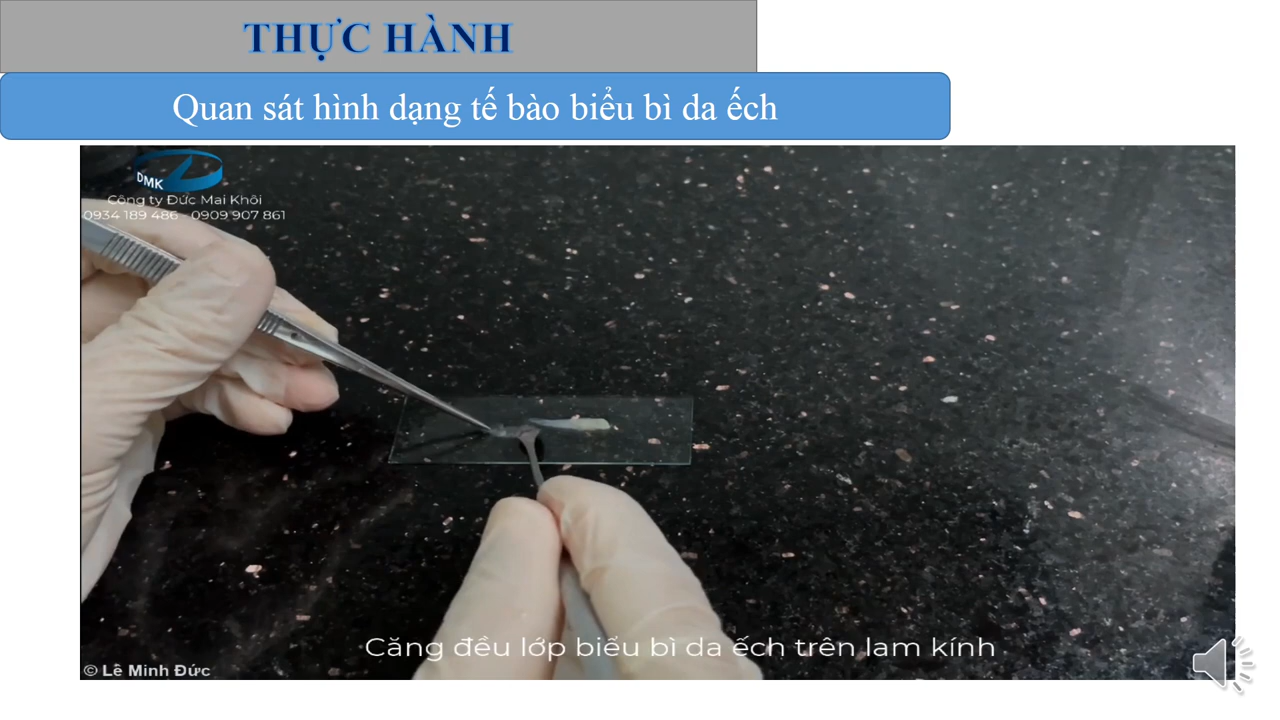 THỰC HÀNH
Quan sát hình dạng tế bào biểu bì da ếch
DMK
Công ty Đức Mai Khôi
0934 189 486 - 0909 907 861
Căng đều lớp biểu bì da ếch trên lam kính
© Lê Minh Đức